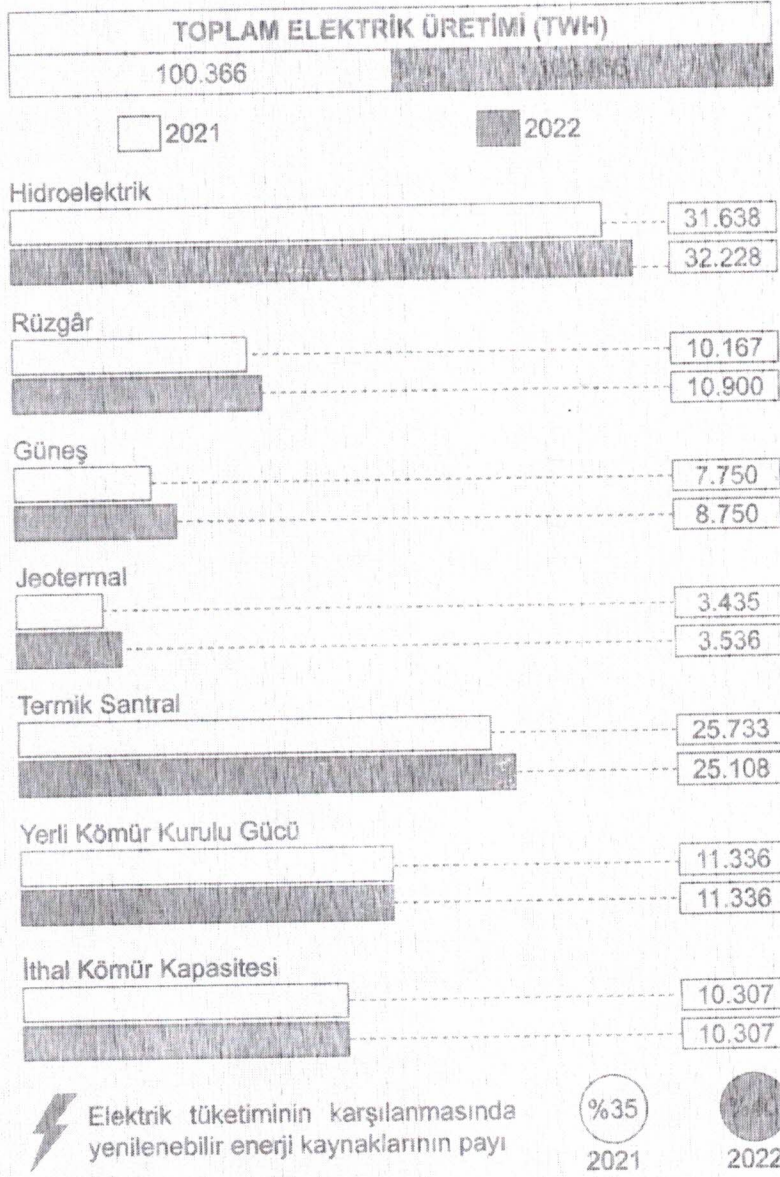 TOPLAM ELEKTRİK ÜRETİMİ (TWH)
100.366
2021 2022
Hidroelektrik
31.638
32.228
Rüzgâr
10.167
10.900
Güneş
7.750
8.750
Jeotermal
3.435
3.536
Termik Santral
25.733
25.108
Yerli Kömür Kurulu Gücü
11.336
11.336
İthal Kömür Kapasitesi
10.307
10.307
Elektrik tüketiminin karşılanmasında
yenilenebilir enerji kaynaklarının payı
%35
2021 2022